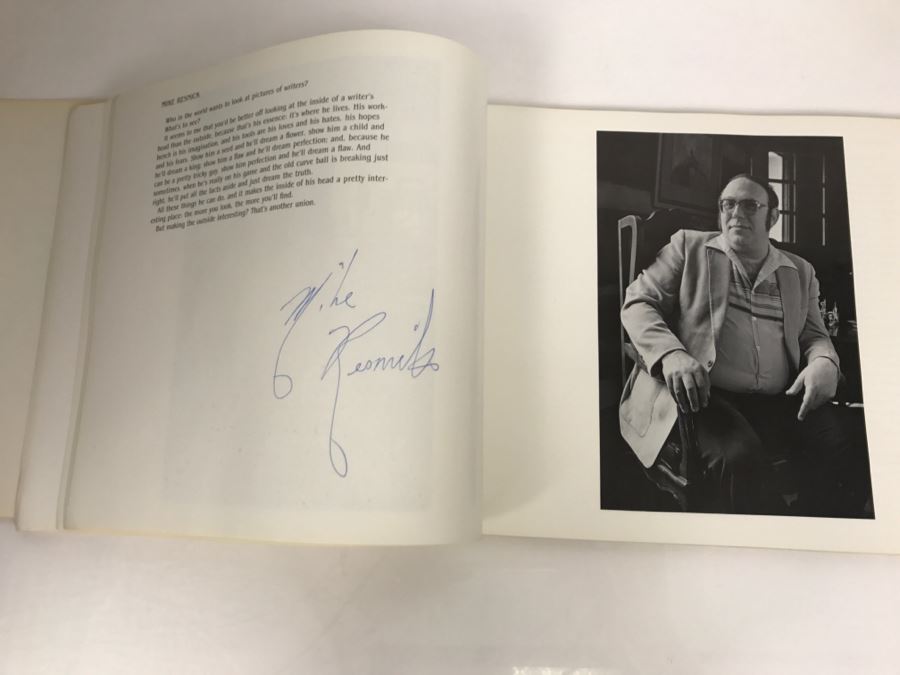 MIKE RESNICK
Who in the world wants to look at pictures of writers?
What's to see?
It seems to me that you'd be better off looking at the inside of a writer's
head than the outside, because that's his essence; it's where he lives. His work-
bench is his imagination, and his tools are his loves and his hates, his hopes
and his fears. Show him a weed and he'll dream a flower, show him a child and
he'll dream a king; show him a flaw and he'll dream perfection; and, because he
can be a pretty tricky guy, show him perfection and he'll dream a flaw. And
sometimes, when he's really on his game and the old curve ball is breaking just
right, he'll put all the facts aside and just dream the truth.
All these things he can do, and it makes the inside of his head a pretty inter-
esting place; the more you look, the more you'll find.
But making the outside interesting? That's another union.
Mike
Resnick